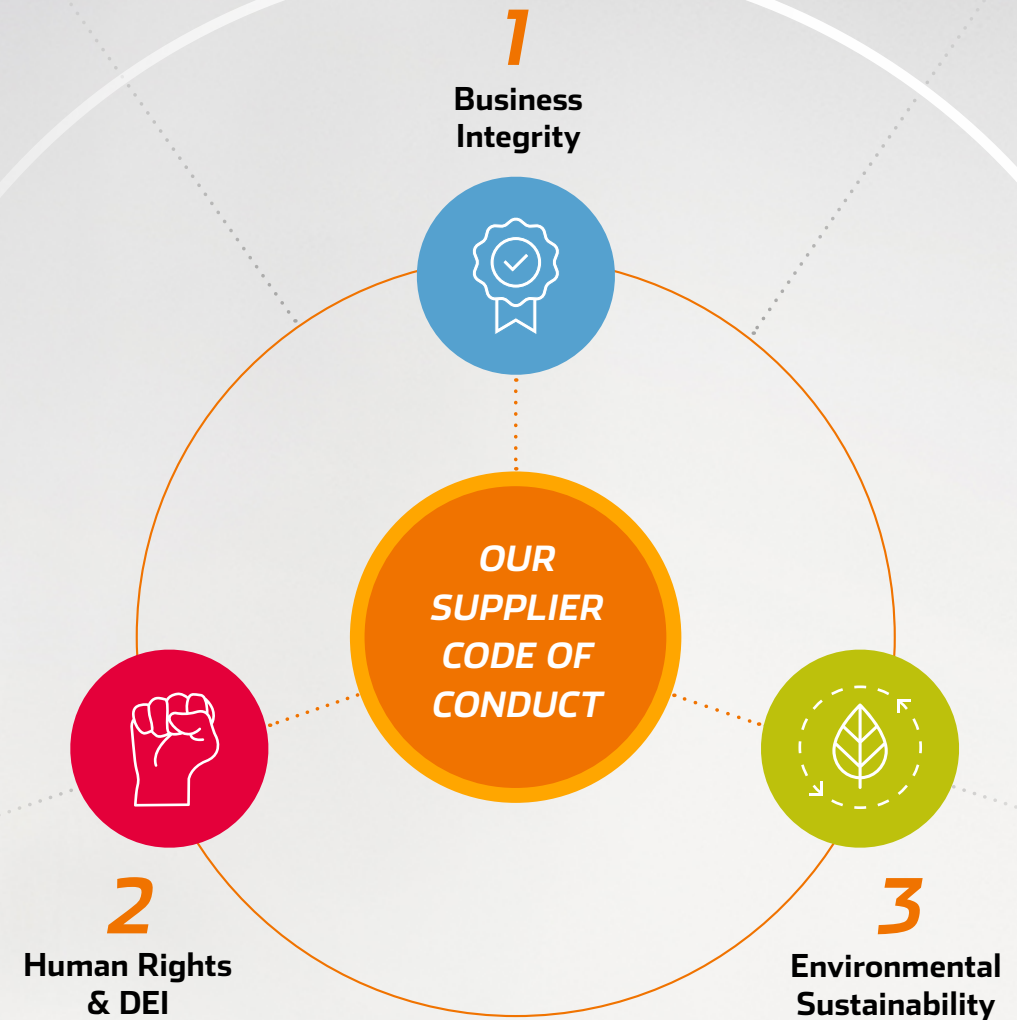 1
Business
Integrity
OUR
SUPPLIER
CODE OF
CONDUCT
2
Human Rights
& DEI
3
Environmental
Sustainability